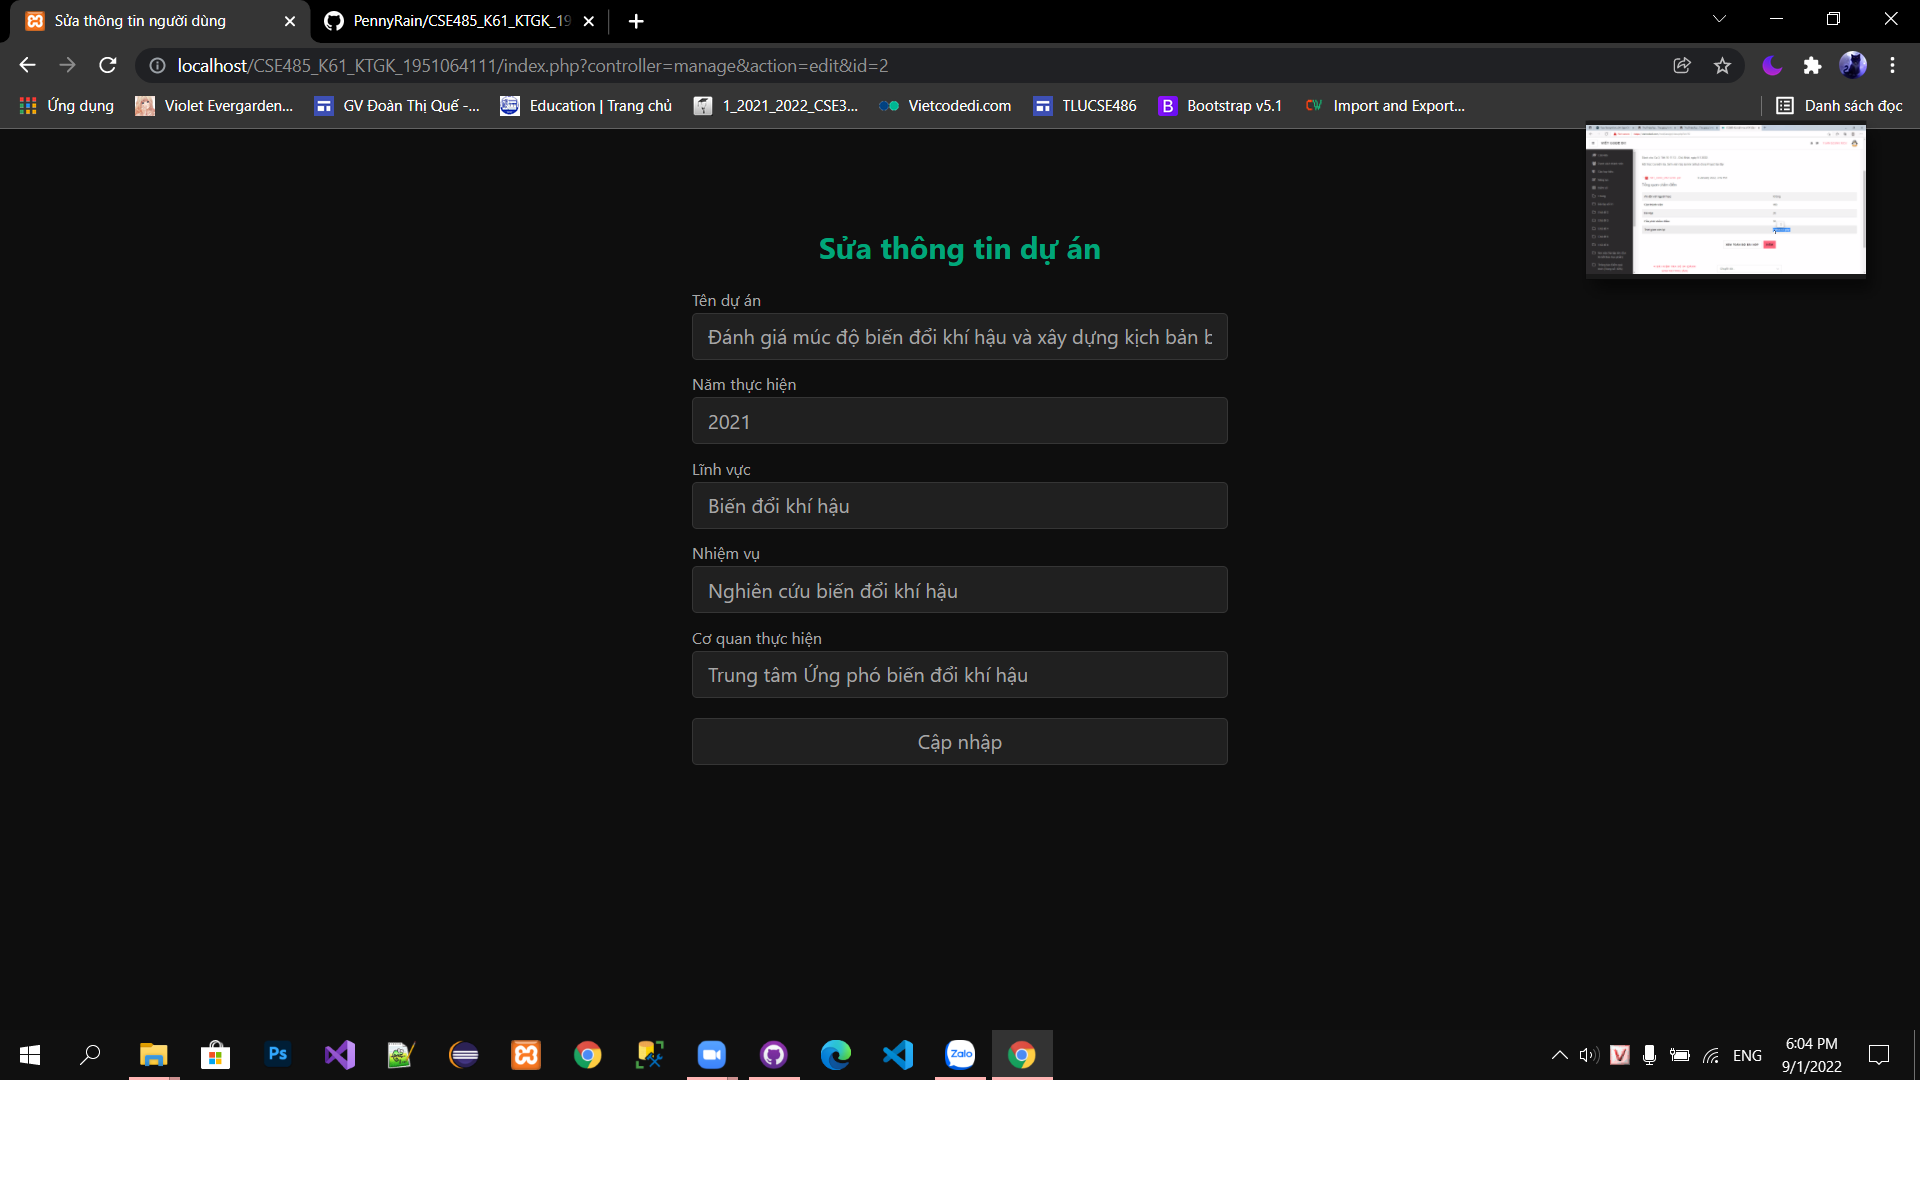 Sửa thông tin người dùng
PennyRain/CSE485_K61_KTGK_19
localhost/CSE485_K61_KTGK_1951064111/index.php?controller=manage&action=edit&id=2
Ứng dụng
Violet Evergarden...
GV Đoàn Thị Quế -...
Education | Trang chủ
1_2021_2022_CSE3...
Vietcodedi.com
TLUCSE486
B Bootstrap v5.1
CW Import and Export...
Danh sách đọc
Sửa thông tin dự án
Tên dự án
Đánh giá múc độ biến đổi khí hậu và xây dựng kịch bản b
Năm thực hiện
2021
Lĩnh vực
Biến đổi khí hậu
Nhiệm vụ
Nghiên cứu biến đổi khí hậu
Cơ quan thực hiện
Trung tâm Ứng phó biến đổi khí hậu
Cập nhập
Ps
Zalo
V
ENG
6:04 PM
9/1/2022